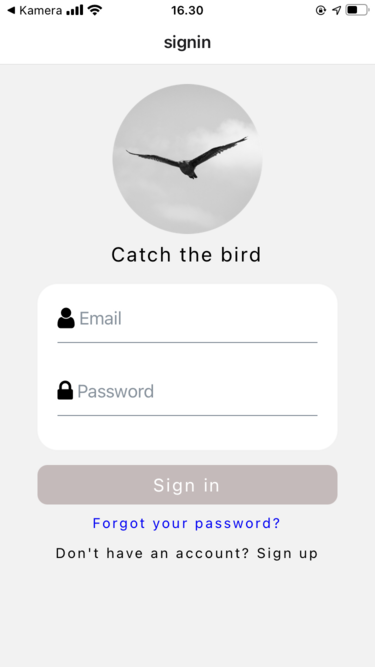 Kamera 16.30
signin
Catch the bird
Email
Password
Sign in
Forgot your password?
Don't have an account? Sign up